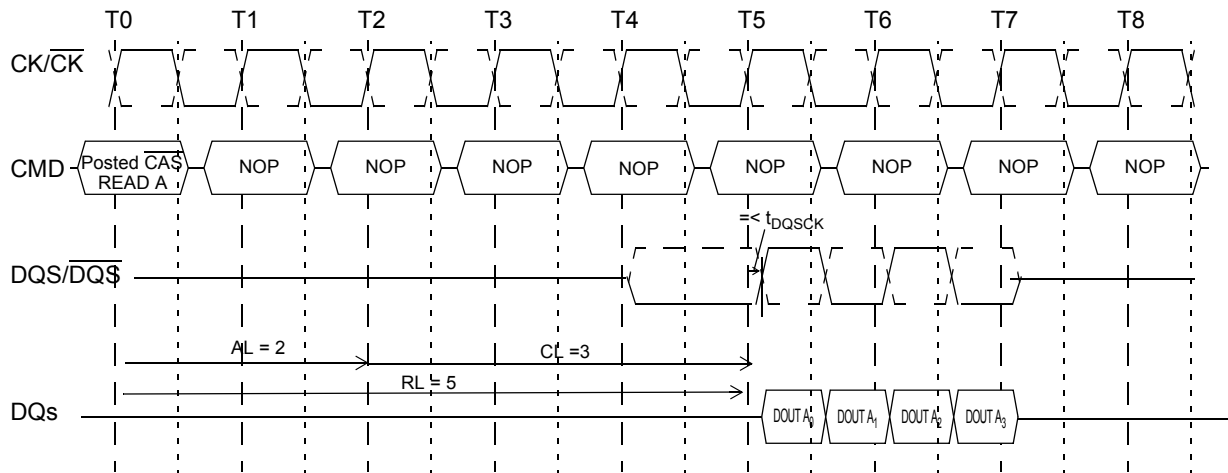 T0 T1 T2 T3 T4 T5 T6 T7 T8
CK/CK
CMD
Posted CAS
READ A
NOP NOP NOP NOP NOP NOP NOP NOP
=< tDQSCK
DQS/DQS
AL = 2
CL =3
RL = 5
DQs
DOUT A0 DOUT A1 DOUT A2 DOUT A3